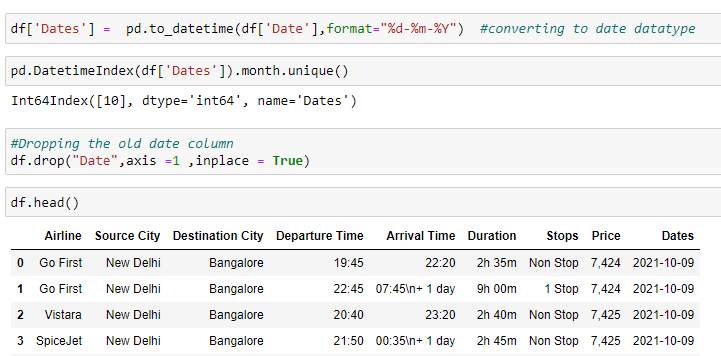 df['Dates'] =  pd.to_datetime(df['Date'],format="%d-%m-%Y")  #converting to date datatype
pd.DatetimeIndex(df['Dates']).month.unique()
Int64Index([10], dtype='int64', name='Dates')
#Dropping the old date column
df.drop("Date",axis =1 ,inplace = True)
df.head()
Airline Source City Destination City Departure Time Arrival Time Duration Stops Price Dates
0 Go First New Delhi Bangalore 19:45 22:20 2h 35m Non Stop 7,424 2021-10-09
1 Go First New Delhi Bangalore 22:45 07:45\n+ 1 day 9h 00m 1 Stop 7,424 2021-10-09
2 Vistara New Delhi Bangalore 20:40 23:20 2h 40m Non Stop 7,425 2021-10-09
3 SpiceJet New Delhi Bangalore 21:50 00:35\n+ 1 day 2h 45m Non Stop 7,425 2021-10-09